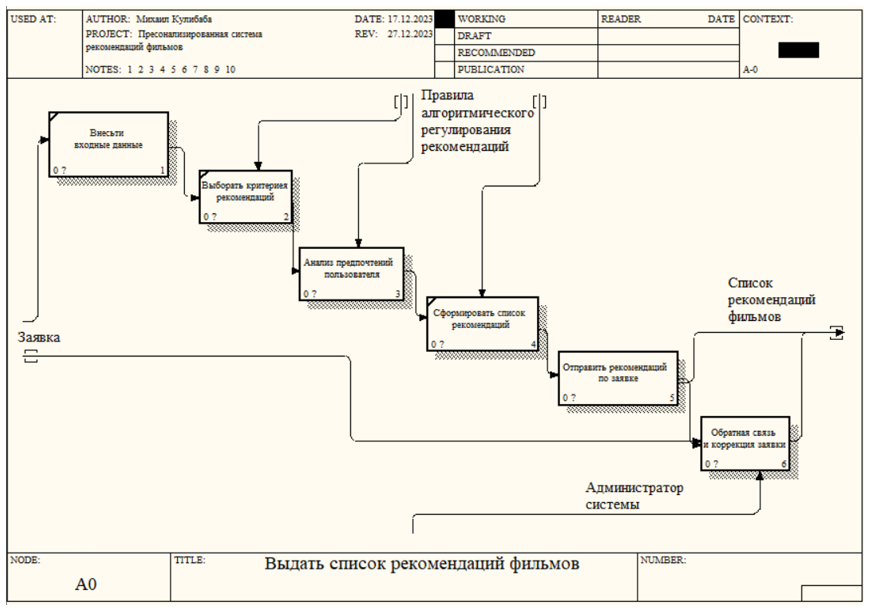 USED AT:
AUTHOR: Михаил Кулибаба
DATE: 17.12.2023
WORKING
READER
DATE
CONTEXT:
PROJECT: Пресонализированная система
рекомендаций фильмов
REV: 27.12.2023
DRAFT
RECOMMENDED
NOTES: 1 2 3 4 5 6 7 8 9 10
PUBLICATION
A-0
Правила
алгоритмического
регулирования
рекомендаций
Внесьти
входные данные
0 ?
1
Выборать критериея
рекомендаций
0 ?
2
Анализ предпочтений
пользователя
0 ?
3
Сформировать список
рекомендаций
0 ?
4
Отправить рекомендаций
по заявке
0 ?
5
Обратная связь
и коррекция заявки
0 ?
6
Список
рекомендаций
фильмов
Заявка
Администратор
системы
NODE:
A0
TITLE:
Выдать список рекомендаций фильмов
NUMBER: